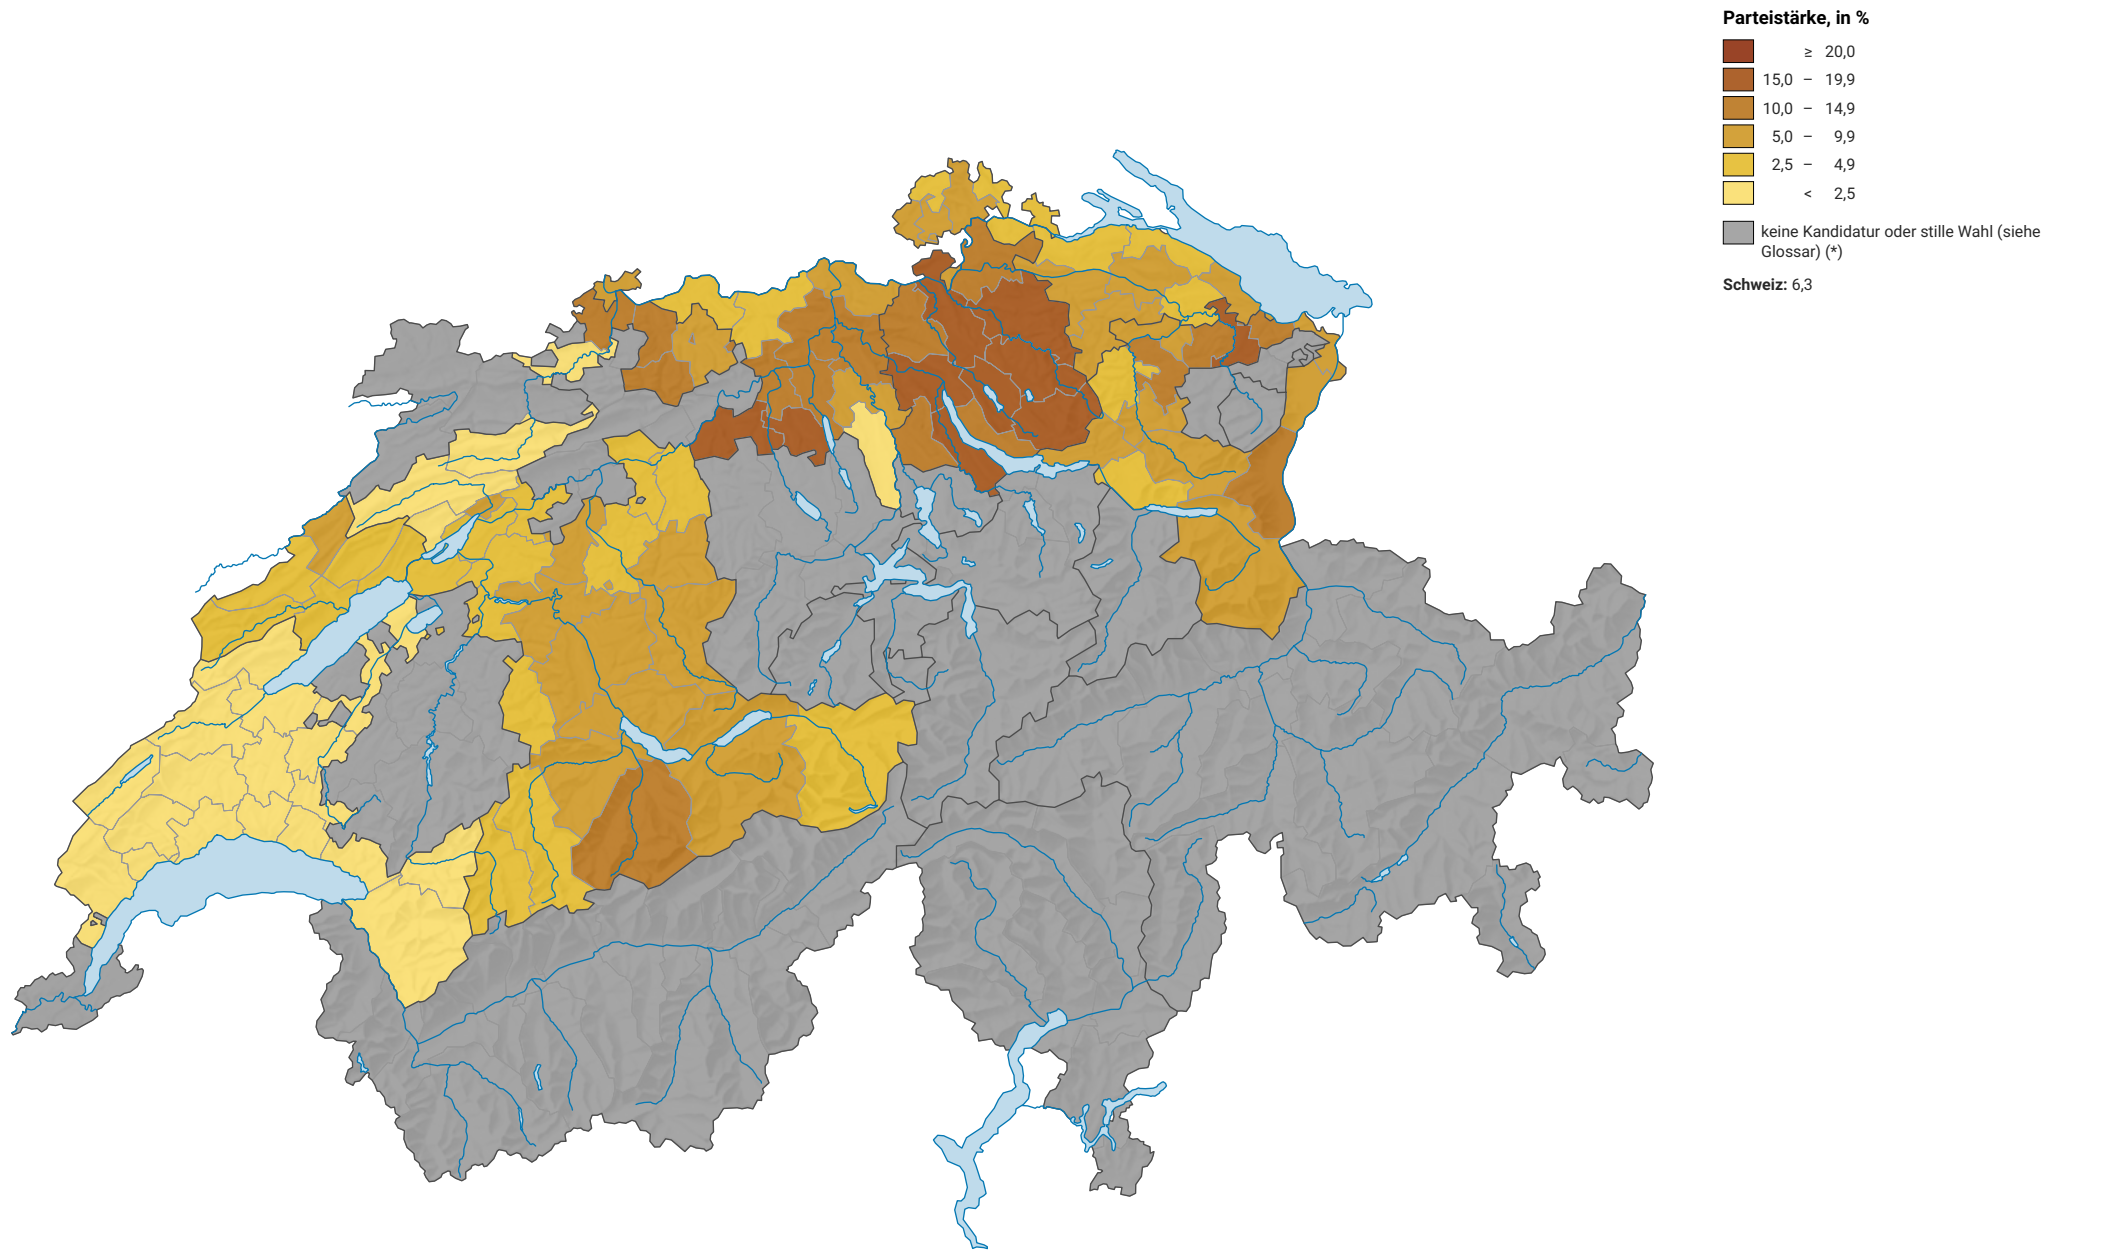 Parteistärke, in %
≥ 20,0
15,0 – 19,9
10,0 – 14,9
5,0 – 9,9
2,5 – 4,9
< 2,5
keine Kandidatur oder stille Wahl (siehe
Glossar) (*)
Schweiz: 6,3